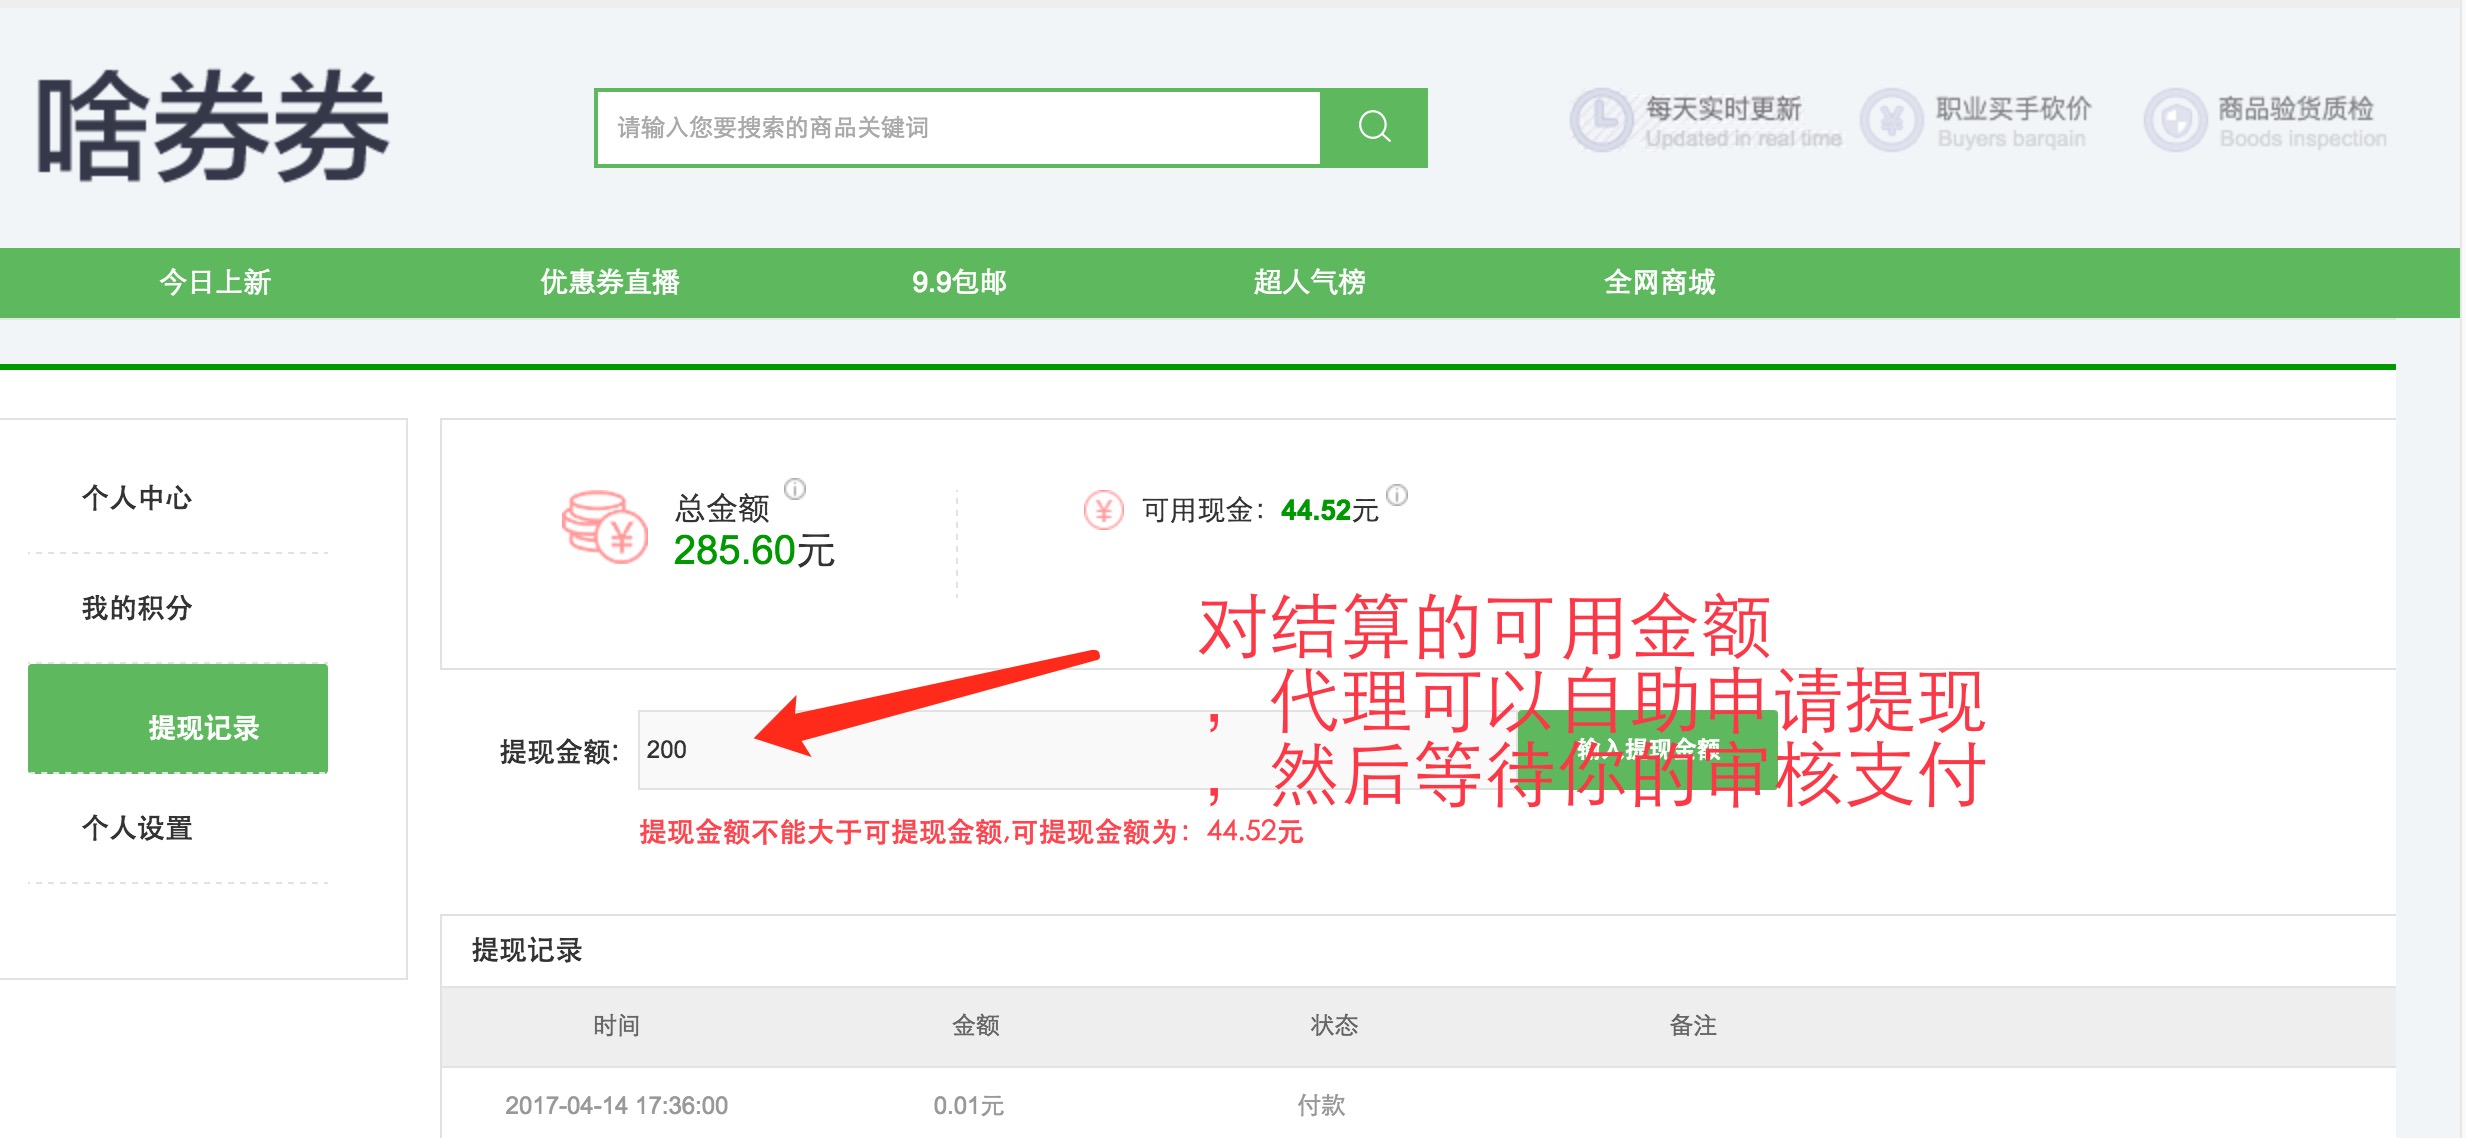 啥券券
请输入您要搜索的商品关键词
每天实时更新
Updated in real time
职业买手砍价
Buyers barqain
商品验货质检
Boods inspection
今日上新 优惠券直播 9.9包邮 超人气榜 全网商城
个人中心
我的积分
提现记录
个人设置
总金额
285.60元
可用现金：44.52元
对结算的可用金额
，代理可以自助申请提现
，然后等待你的审核支付
提现金额: 200
输入提现金额
提现金额不能大于可提现金额,可提现金额为：44.52元
提现记录
时间 金额 状态 备注
2017-04-14 17:36:00 0.01元 付款